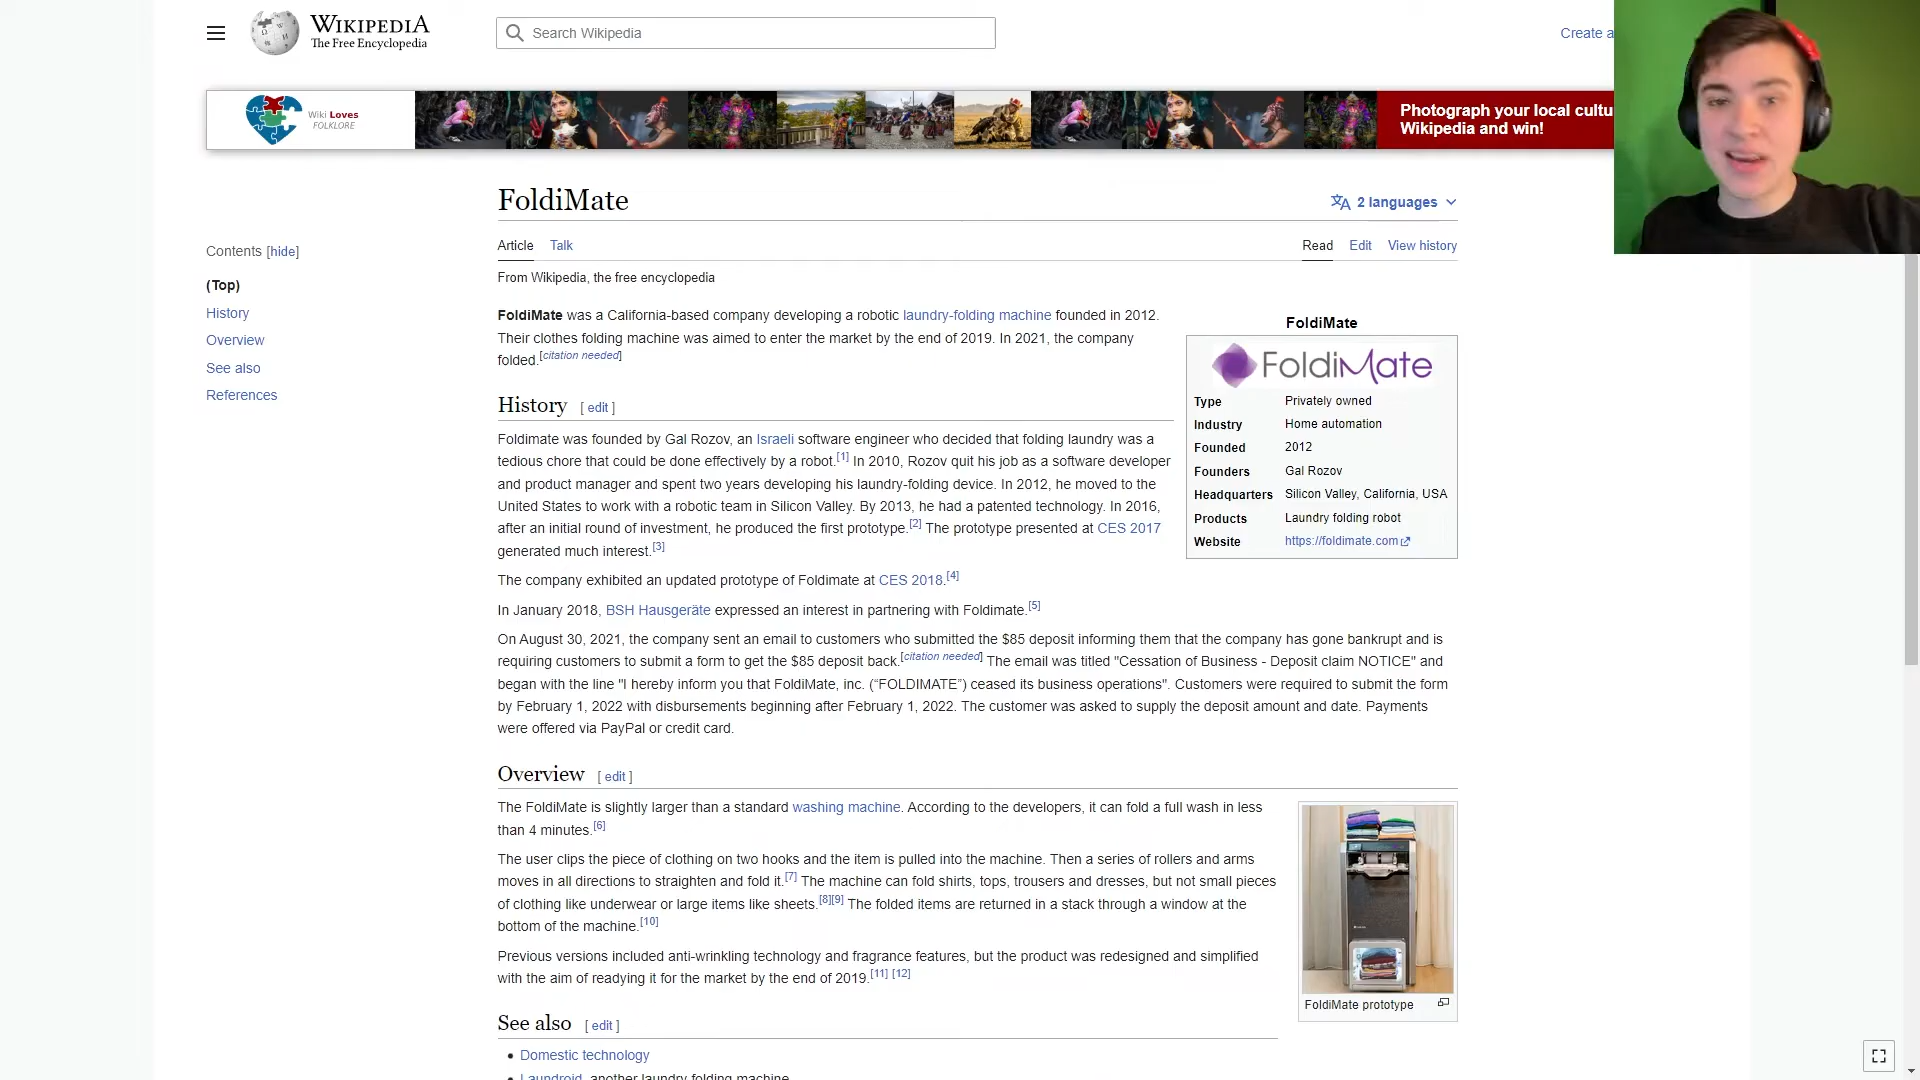 WIKIPEDIA
The Free Encyclopedia
Search Wikipedia
Create a
Wiki Loves
FOLKLORE
Photograph your local cultu
Wikipedia and win!
FoldiMate
2 languages
Article Talk
Read Edit View history
From Wikipedia, the free encyclopedia
Contents [hide]
(Top)
History
Overview
See also
References
FoldiMate was a California-based company developing a robotic laundry-folding machine founded in 2012.
Their clothes folding machine was aimed to enter the market by the end of 2019. In 2021, the company
folded.[citation needed]
FoldiMate
FoldiMate
Type Privately owned
Industry Home automation
Founded 2012
Founders Gal Rozov
Headquarters Silicon Valley, California, USA
Products Laundry folding robot
Website https://foldimate.com
History [ edit ]
Foldimate was founded by Gal Rozov, an Israeli software engineer who decided that folding laundry was a
tedious chore that could be done effectively by a robot.[1] In 2010, Rozov quit his job as a software developer
and product manager and spent two years developing his laundry-folding device. In 2012, he moved to the
United States to work with a robotic team in Silicon Valley. By 2013, he had a patented technology. In 2016,
after an initial round of investment, he produced the first prototype.[2] The prototype presented at CES 2017
generated much interest.[3]
The company exhibited an updated prototype of Foldimate at CES 2018.[4]
In January 2018, BSH Hausgeräte expressed an interest in partnering with Foldimate.[5]
On August 30, 2021, the company sent an email to customers who submitted the $85 deposit informing them that the company has gone bankrupt and is
requiring customers to submit a form to get the $85 deposit back.[citation needed] The email was titled "Cessation of Business - Deposit claim NOTICE" and
began with the line "I hereby inform you that FoldiMate, inc. (“FOLDIMATE”) ceased its business operations". Customers were required to submit the form
by February 1, 2022 with disbursements beginning after February 1, 2022. The customer was asked to supply the deposit amount and date. Payments
were offered via PayPal or credit card.
Overview [ edit ]
The FoldiMate is slightly larger than a standard washing machine. According to the developers, it can fold a full wash in less
than 4 minutes.[6]
The user clips the piece of clothing on two hooks and the item is pulled into the machine. Then a series of rollers and arms
moves in all directions to straighten and fold it.[7] The machine can fold shirts, tops, trousers and dresses, but not small pieces
of clothing like underwear or large items like sheets.[8][9] The folded items are returned in a stack through a window at the
bottom of the machine.[10]
Previous versions included anti-wrinkling technology and fragrance features, but the product was redesigned and simplified
with the aim of readying it for the market by the end of 2019.[11] [12]
FoldiMate prototype
See also [ edit ]
• Domestic technology
• Laundroid, another laundry folding machine